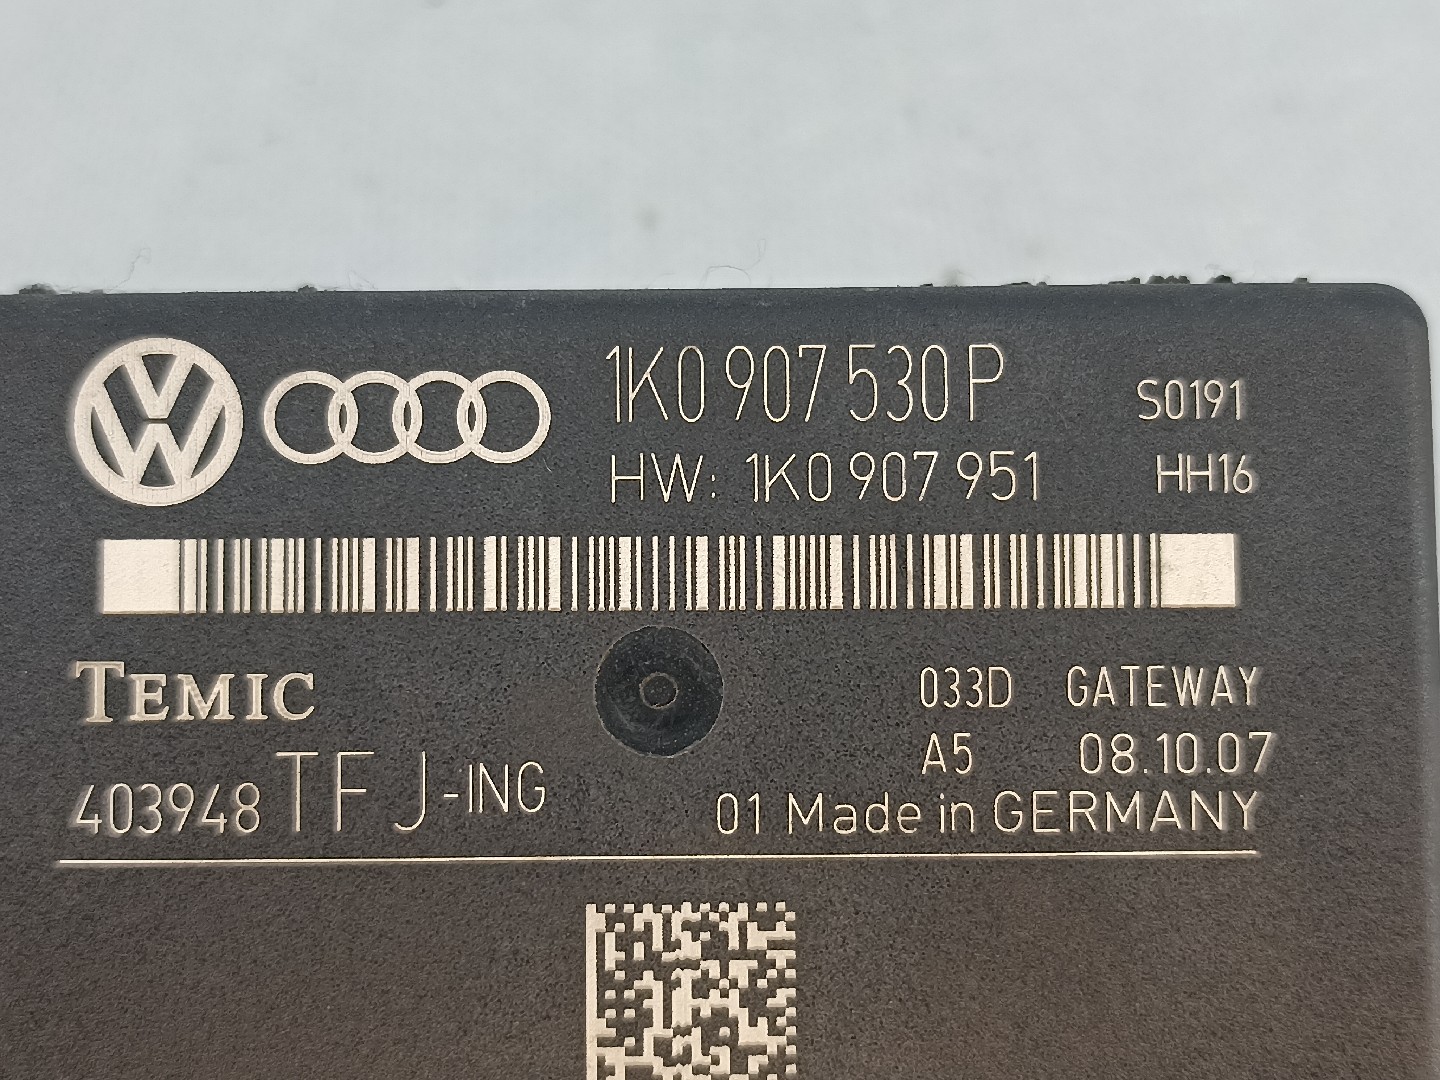 1K0 907 530 P S0191
HW: 1K0 907 951 HH16
TEMIC
033D GATEWAY
A5 08.10.07
403948 TFJ-ING
01 Made in GERMANY